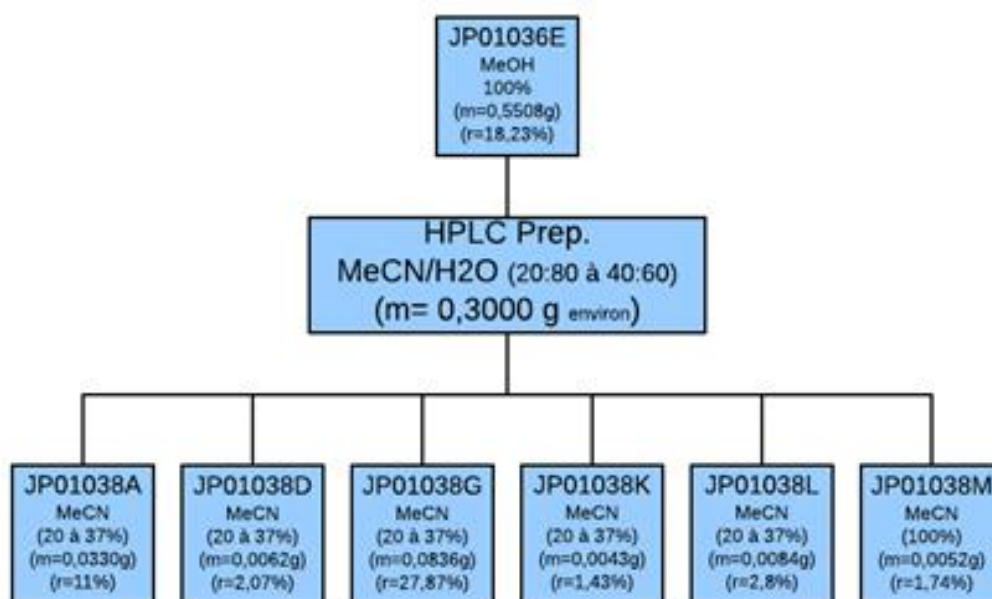 JP01036E
MeOH
100%
(m=0,5508g)
(r=18,23%)
HPLC Prep.
MeCN/H2O (20:80 à 40:60)
(m= 0,3000 g environ)
JP01038A
MeCN
(20 à 37%)
(m=0,0330g)
(r=11%)
JP01038D
MeCN
(20 à 37%)
(m=0,0062g)
(r=2,07%)
JP01038G
MeCN
(20 à 37%)
(m=0,0836g)
(r=27,87%)
JP01038K
MeCN
(20 à 37%)
(m=0,0043g)
(r=1,43%)
JP01038L
MeCN
(20 à 37%)
(m=0,0084g)
(r=2,8%)
JP01038M
MeCN
(100%)
(m=0,0052g)
(r=1,74%)